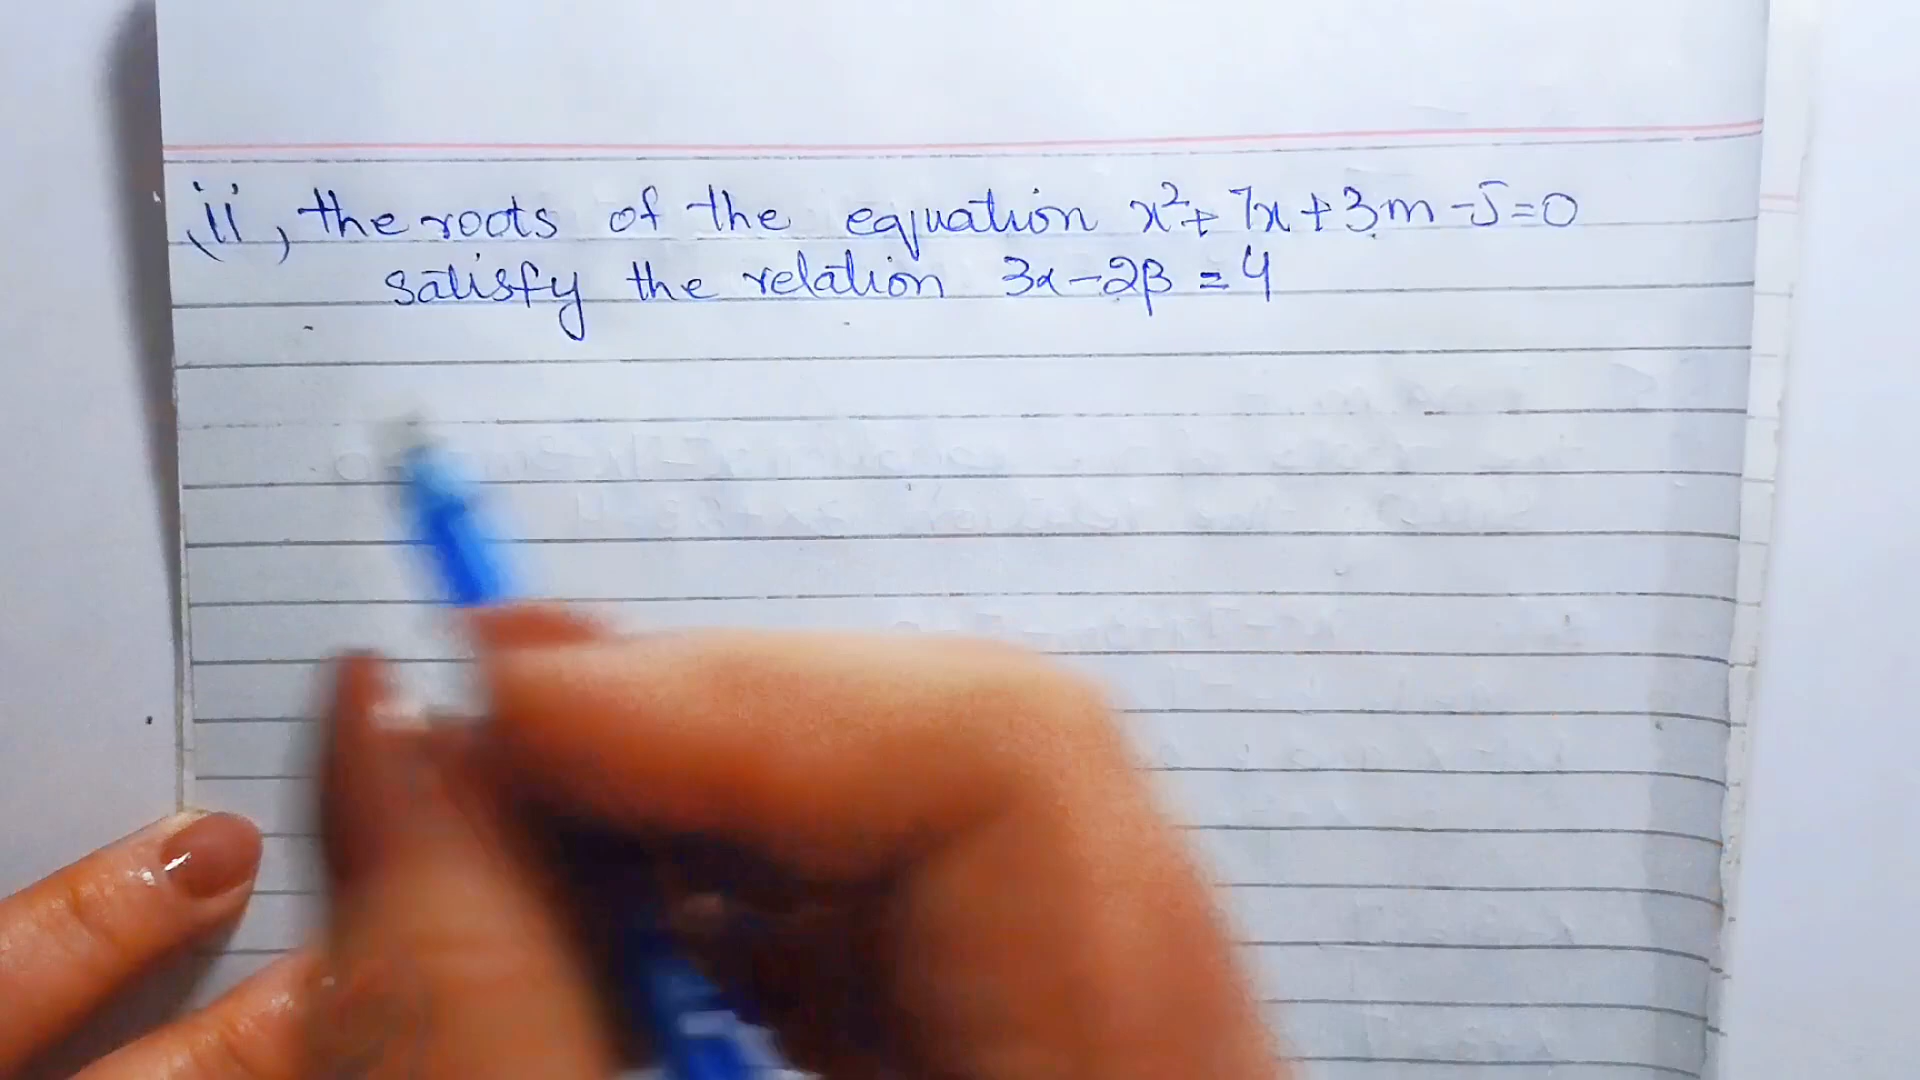 (ii, the roots of the equation x²+7x+3m-5=0
satisfy the relation 3α-2β=4